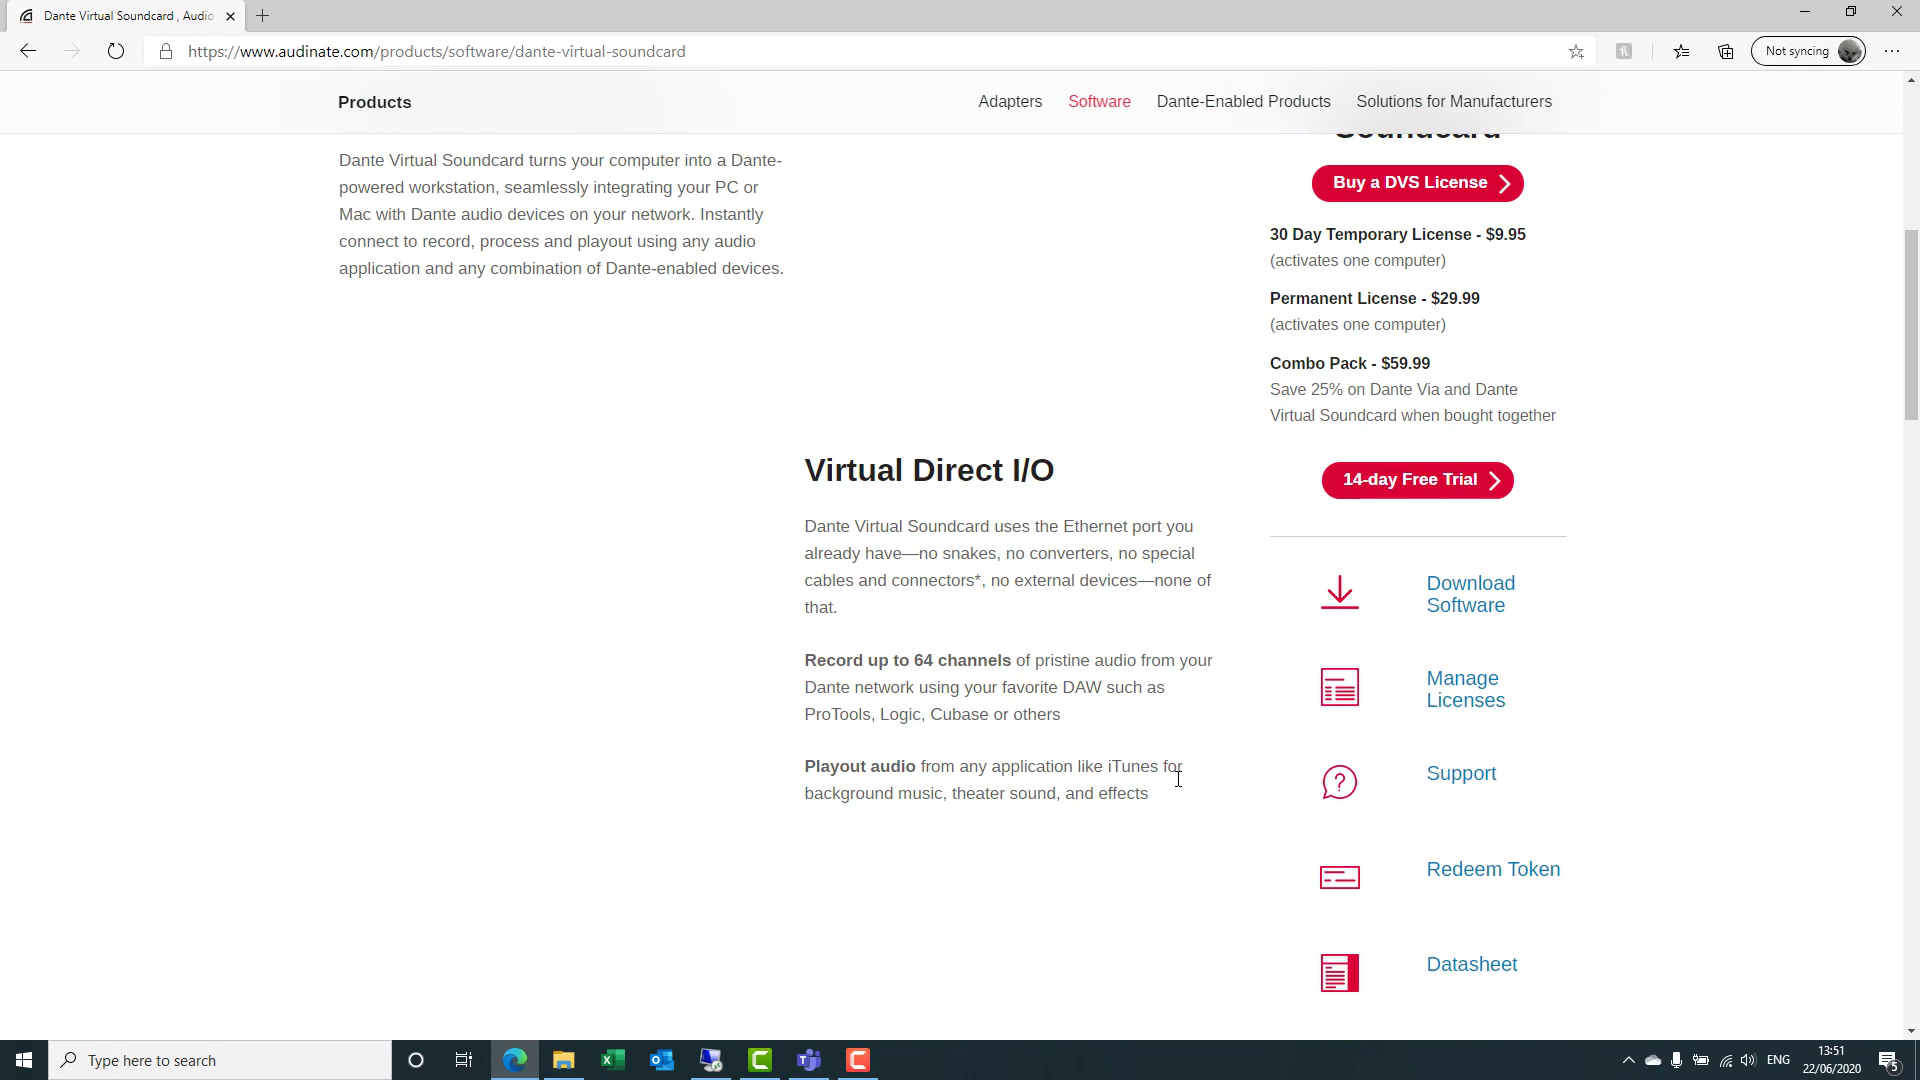 Dante Virtual Soundcard , Audio
https://www.audinate.com/products/software/dante-virtual-soundcard
Not syncing
Products
Adapters
Software
Dante-Enabled Products
Solutions for Manufacturers
Soundcard
Dante Virtual Soundcard turns your computer into a Dante-
powered workstation, seamlessly integrating your PC or
Mac with Dante audio devices on your network. Instantly
connect to record, process and playout using any audio
application and any combination of Dante-enabled devices.
Buy a DVS License
30 Day Temporary License - $9.95
(activates one computer)
Permanent License - $29.99
(activates one computer)
Combo Pack - $59.99
Save 25% on Dante Via and Dante
Virtual Soundcard when bought together
14-day Free Trial
Virtual Direct I/O
Dante Virtual Soundcard uses the Ethernet port you
already have—no snakes, no converters, no special
cables and connectors*, no external devices—none of
that.
Record up to 64 channels of pristine audio from your
Dante network using your favorite DAW such as
ProTools, Logic, Cubase or others
Playout audio from any application like iTunes for
background music, theater sound, and effects
Download
Software
Manage
Licenses
Support
Redeem Token
Datasheet
Type here to search
ENG
13:51
22/06/2020
5